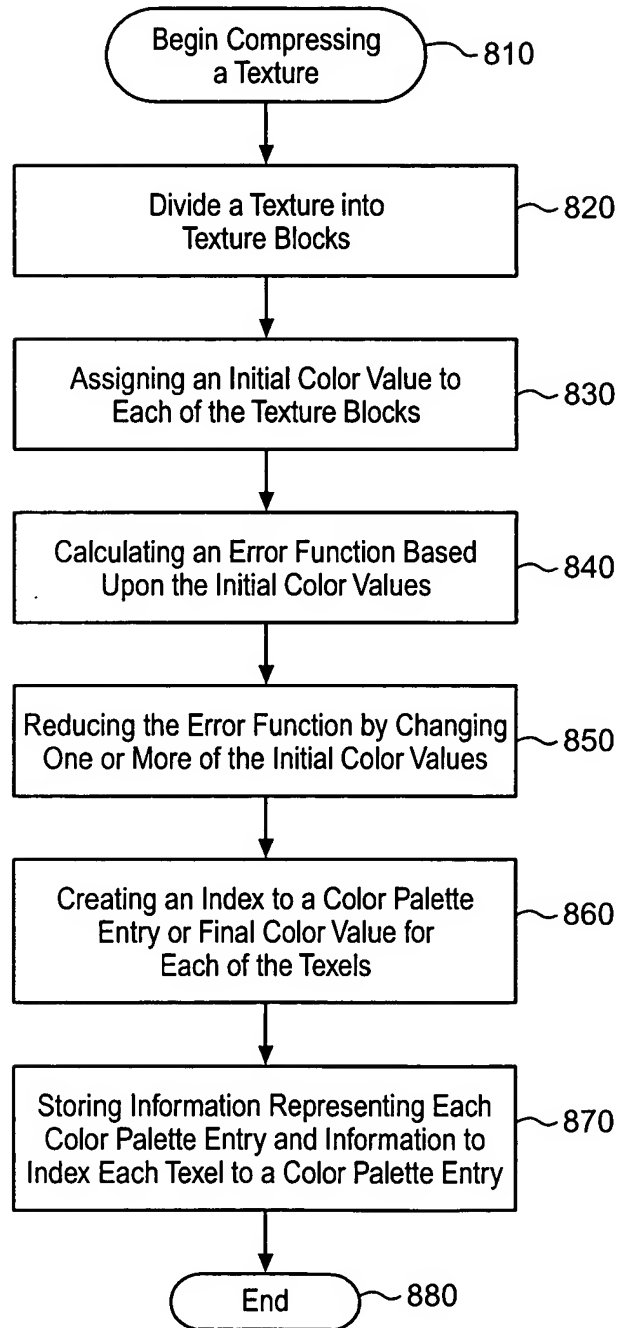 Begin Compressing
a Texture
810
Divide a Texture into
Texture Blocks
820
Assigning an Initial Color Value to
Each of the Texture Blocks
830
Calculating an Error Function Based
Upon the Initial Color Values
840
Reducing the Error Function by Changing
One or More of the Initial Color Values
850
Creating an Index to a Color Palette
Entry or Final Color Value for
Each of the Texels
860
Storing Information Representing Each
Color Palette Entry and Information to
Index Each Texel to a Color Palette Entry
870
End
880